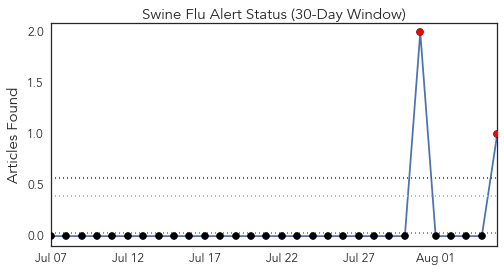 Swine Flu Alert Status (30-Day Window)
Articles Found
2.0
1.5
1.0
0.5
0.0
Jul 07 Jul 12 Jul 17 Jul 22 Jul 27 Aug 01